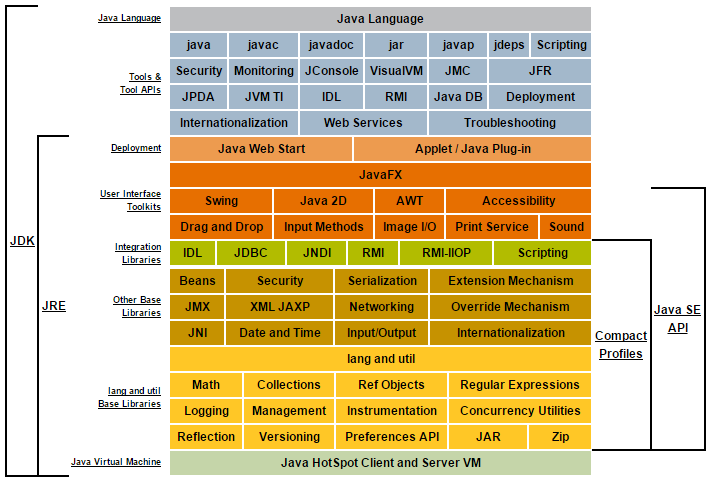 Java Language Java Language
java javac javadoc jar javap jdeps Scripting
Security Monitoring JConsole VisualVM JMC JFR
Tools &
Tool APIs
JPDA JVM TI IDL RMI Java DB Deployment
Internationalization Web Services Troubleshooting
Deployment Java Web Start Applet / Java Plug-in
JavaFX
User Interface
Toolkits
Swing Java 2D AWT Accessibility
Drag and Drop Input Methods Image I/O Print Service Sound
JDK
Integration
Libraries
IDL JDBC JNDI RMI RMI-IIOP Scripting
Beans Security Serialization Extension Mechanism
JRE
Other Base
Libraries
JMX XML JAXP Networking Override Mechanism
Java SE
API
JNI Date and Time Input/Output Internationalization
Compact
Profiles
lang and util
Math Collections Ref Objects Regular Expressions
lang and util
Base Libraries
Logging Management Instrumentation Concurrency Utilities
Reflection Versioning Preferences API JAR Zip
Java Virtual Machine Java HotSpot Client and Server VM